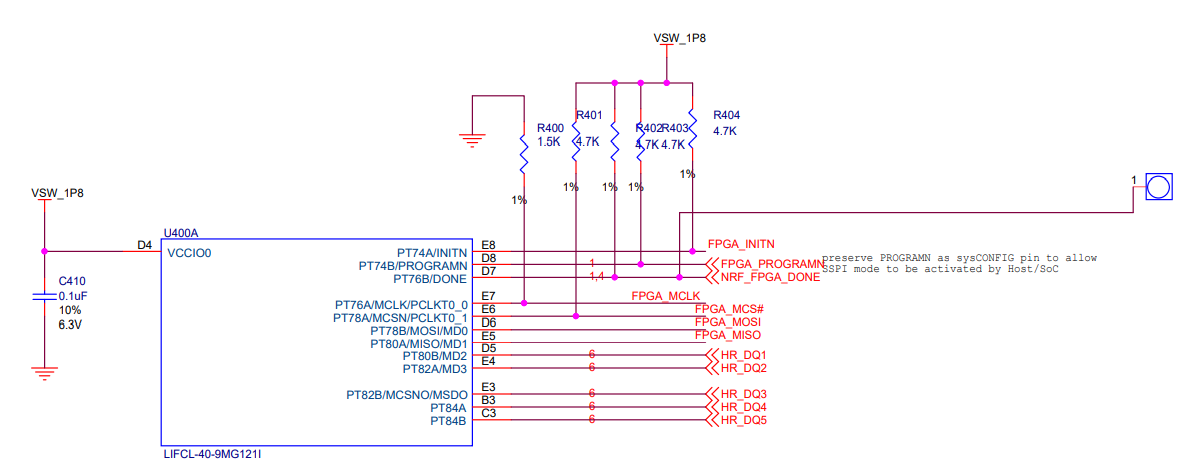 VSW_1P8
R400
1.5K
1%
R401
4.7K
1%
R402
4.7K
1%
R403
4.7K
1%
R404
4.7K
1%
1
VSW_1P8
C410
0.1uF
10%
6.3V
U400A
D4 VCCIO0
PT74A/INITN E8 FPGA_INITN
PT74B/PROGRAMN D8 1 FPGA_PROGRAMN
PT76B/DONE D7 1,4 NRF_FPGA_DONE
preserve PROGRAMN as sysCONFIG pin to allow
SSPI mode to be activated by Host/SoC
PT76A/MCLK/PCLKT0_0 E7 FPGA_MCLK
PT78A/MCSN/PCLKT0_1 E6 FPGA_MCS#
PT78B/MOSI/MD0 D6 FPGA_MOSI
PT80A/MISO/MD1 E5 FPGA_MISO
PT80B/MD2 D5 6 HR_DQ1
PT82A/MD3 E4 6 HR_DQ2
PT82B/MCSNO/MSDO E3 6 HR_DQ3
PT84A B3 6 HR_DQ4
PT84B C3 6 HR_DQ5
LIFCL-40-9MG121I